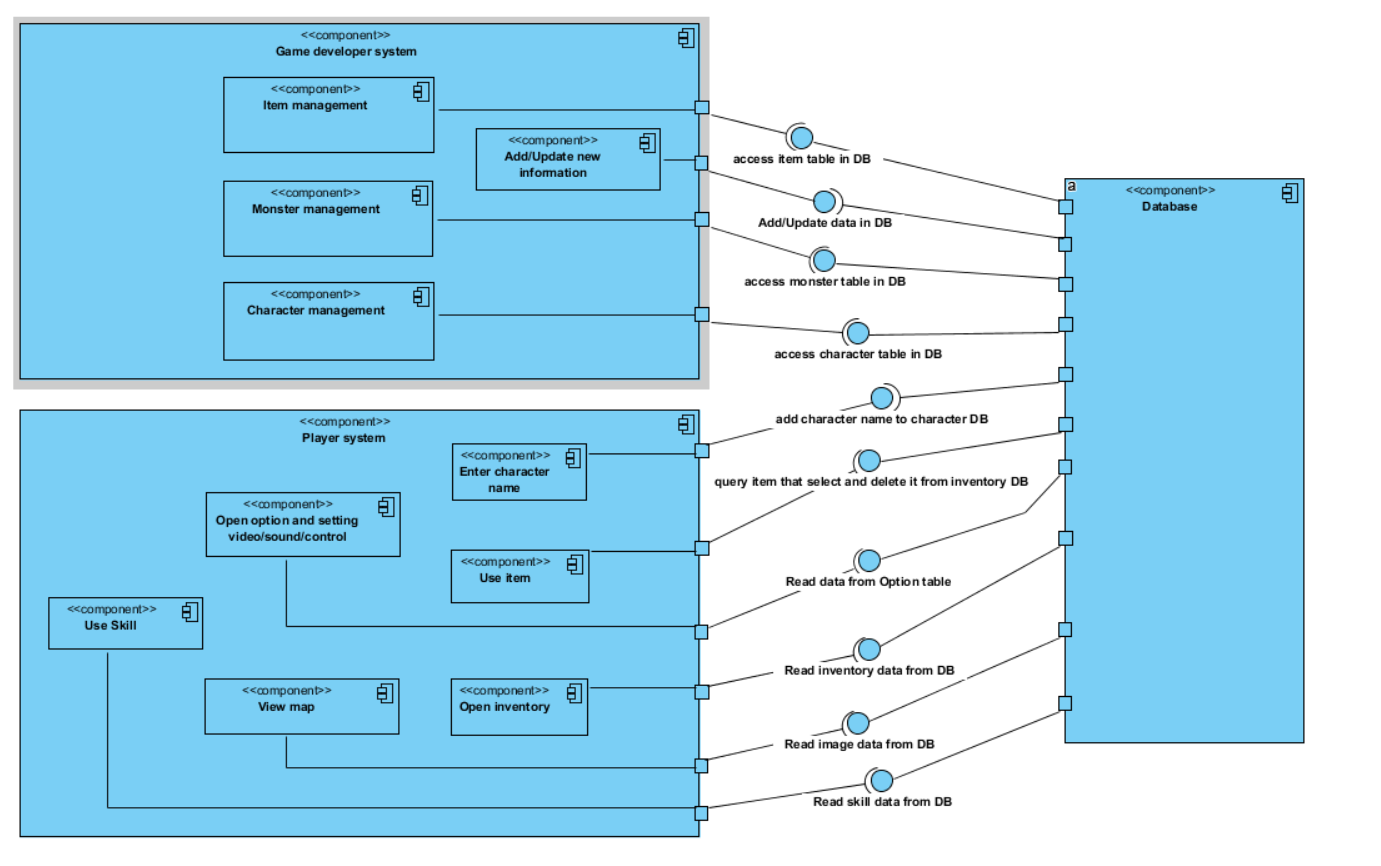 <<component>>
Game developer system
<<component>>
Item management
<<component>>
Add/Update new
information
<<component>>
Monster management
<<component>>
Character management
access item table in DB
Add/Update data in DB
access monster table in DB
access character table in DB
a
<<component>>
Database
<<component>>
Player system
<<component>>
Enter character
name
<<component>>
Open option and setting
video/sound/control
<<component>>
Use item
<<component>>
Use Skill
<<component>>
View map
<<component>>
Open inventory
add character name to character DB
query item that select and delete it from inventory DB
Read data from Option table
Read inventory data from DB
Read image data from DB
Read skill data from DB